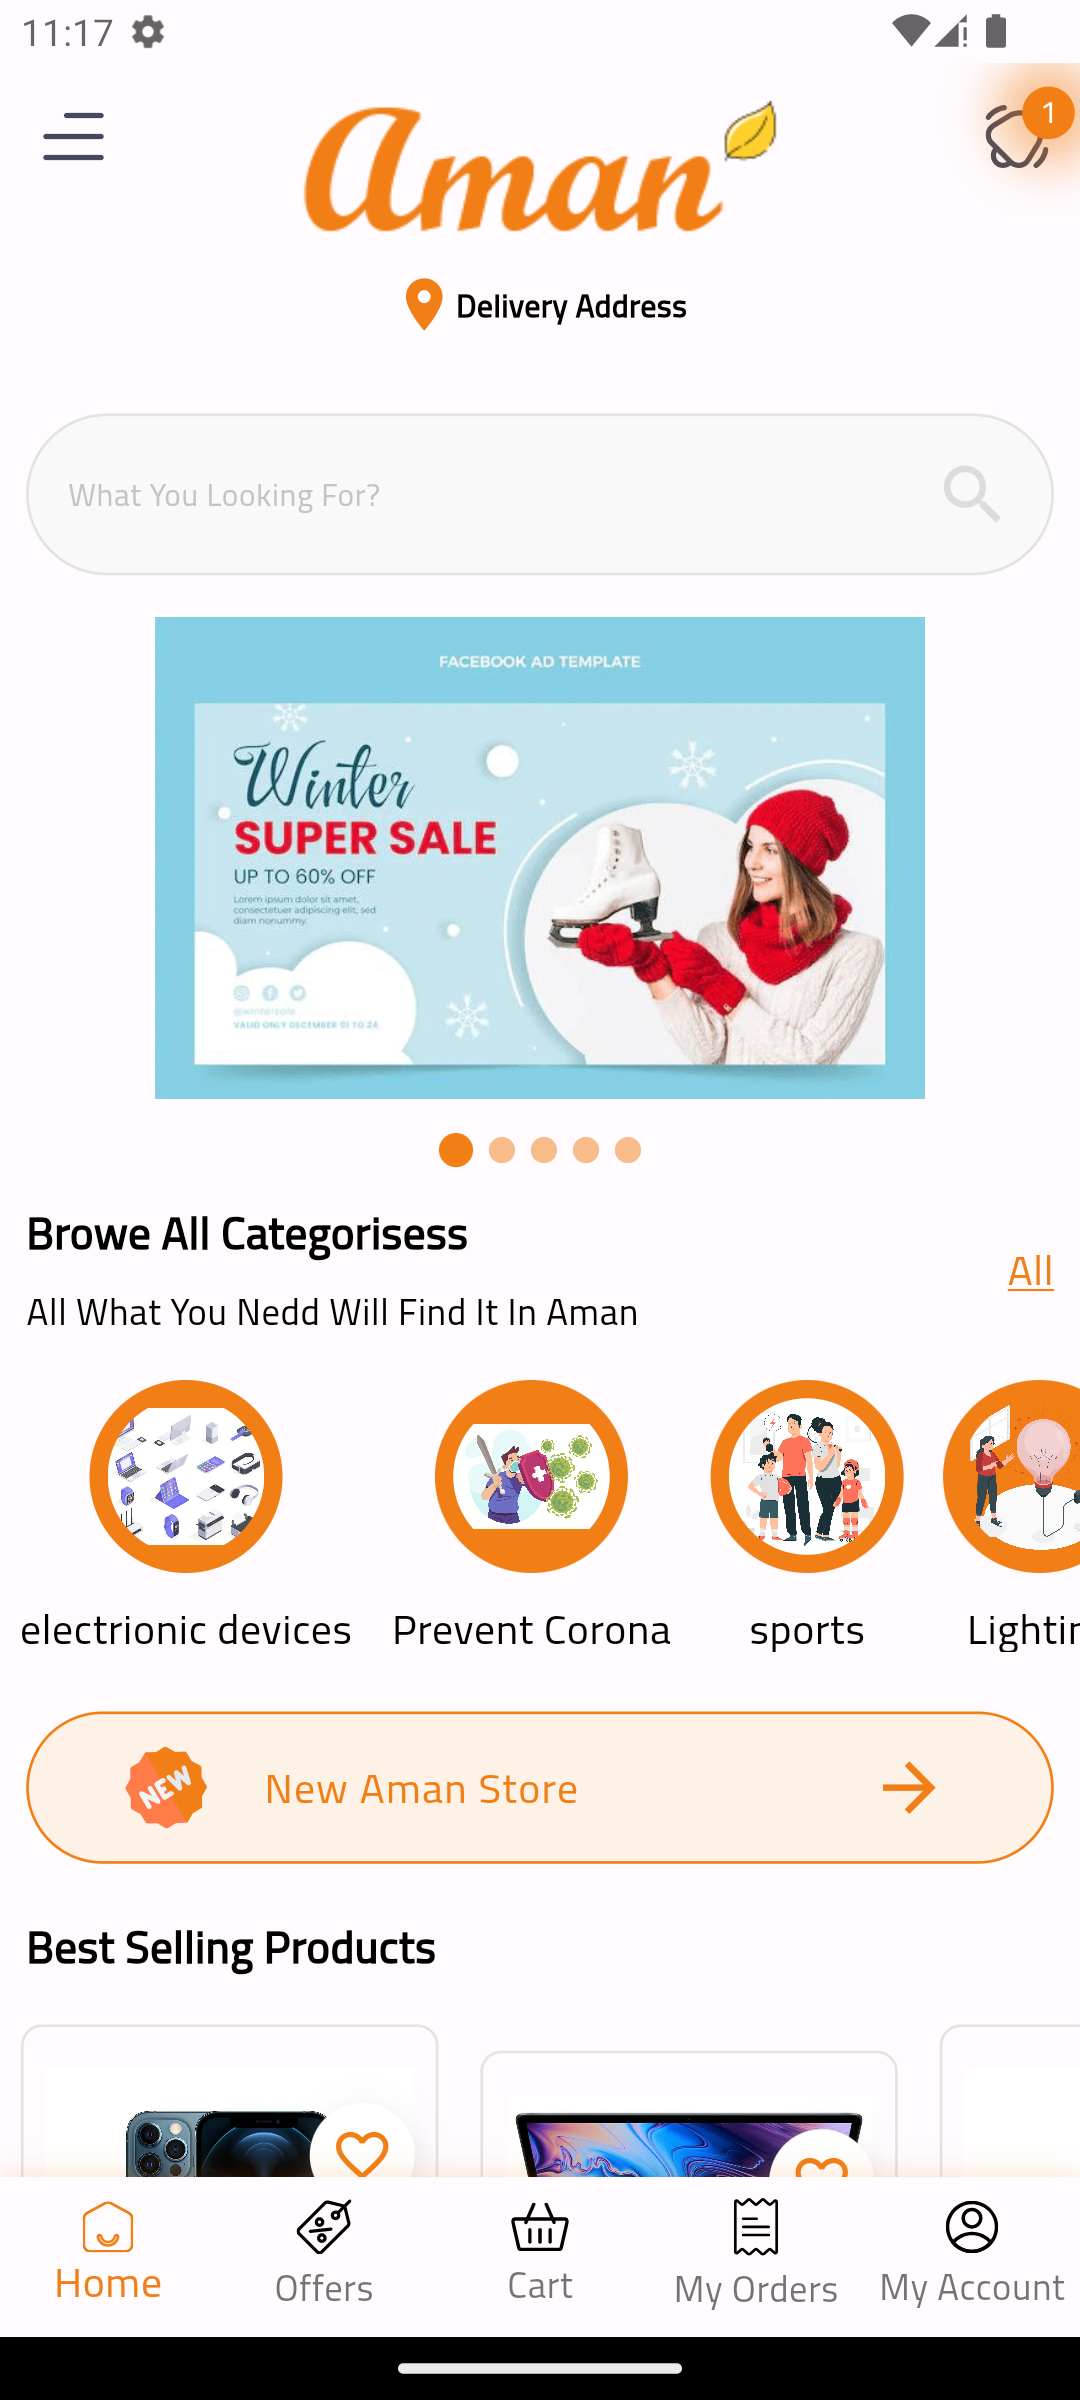 11:17
Aman
1
Delivery Address
What You Looking For?
FACEBOOK AD TEMPLATE
Winter
SUPER SALE
UP TO 60% OFF
Lorem ipsum dolor sit amet,
consectetuer adipiscing elit, sed
diam nonummy
@wintersale
VALID ONLY DECEMBER 01 TO 24
Browe All Categorisess
All
All What You Nedd Will Find It In Aman
electrionic devices
Prevent Corona
sports
Lightin
NEW
New Aman Store
Best Selling Products
Home
Offers
Cart
My Orders
My Account